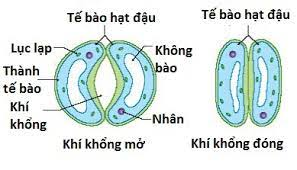 Tế bào hạt đậu
Tế bào hạt đậu
Lục lạp
Không
bào
Thành
tế bào
Khí
khổng
Nhân
Khí khổng mở
Khí khổng đóng